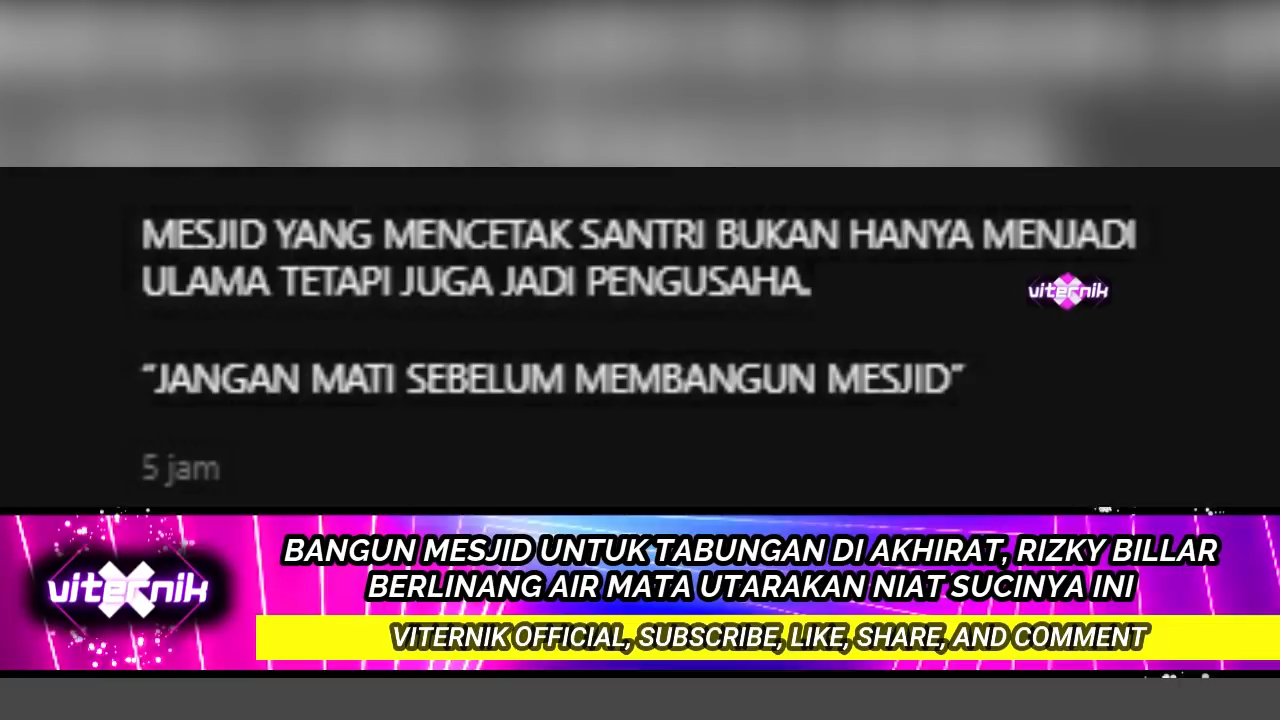 MESJID YANG MENCETAK SANTRI BUKAN HANYA MENJADI
ULAMA TETAPI JUGA JADI PENGUSAHA.
viternik
"JANGAN MATI SEBELUM MEMBANGUN MESJID"
5 jam
BANGUN MESJID UNTUK TABUNGAN DI AKHIRAT, RIZKY BILLAR
BERLINANG AIR MATA UTARAKAN NIAT SUCINYA INI
viternik
VITERNIK OFFICIAL, SUBSCRIBE, LIKE, SHARE, AND COMMENT